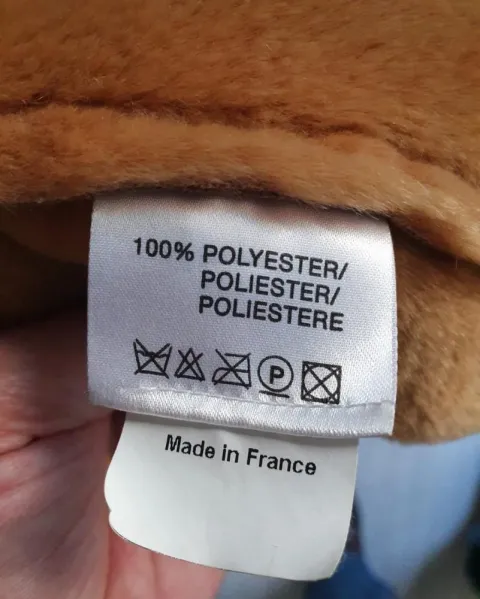 100% POLYESTER/
POLIESTER/
POLIESTERE
P
Made in France